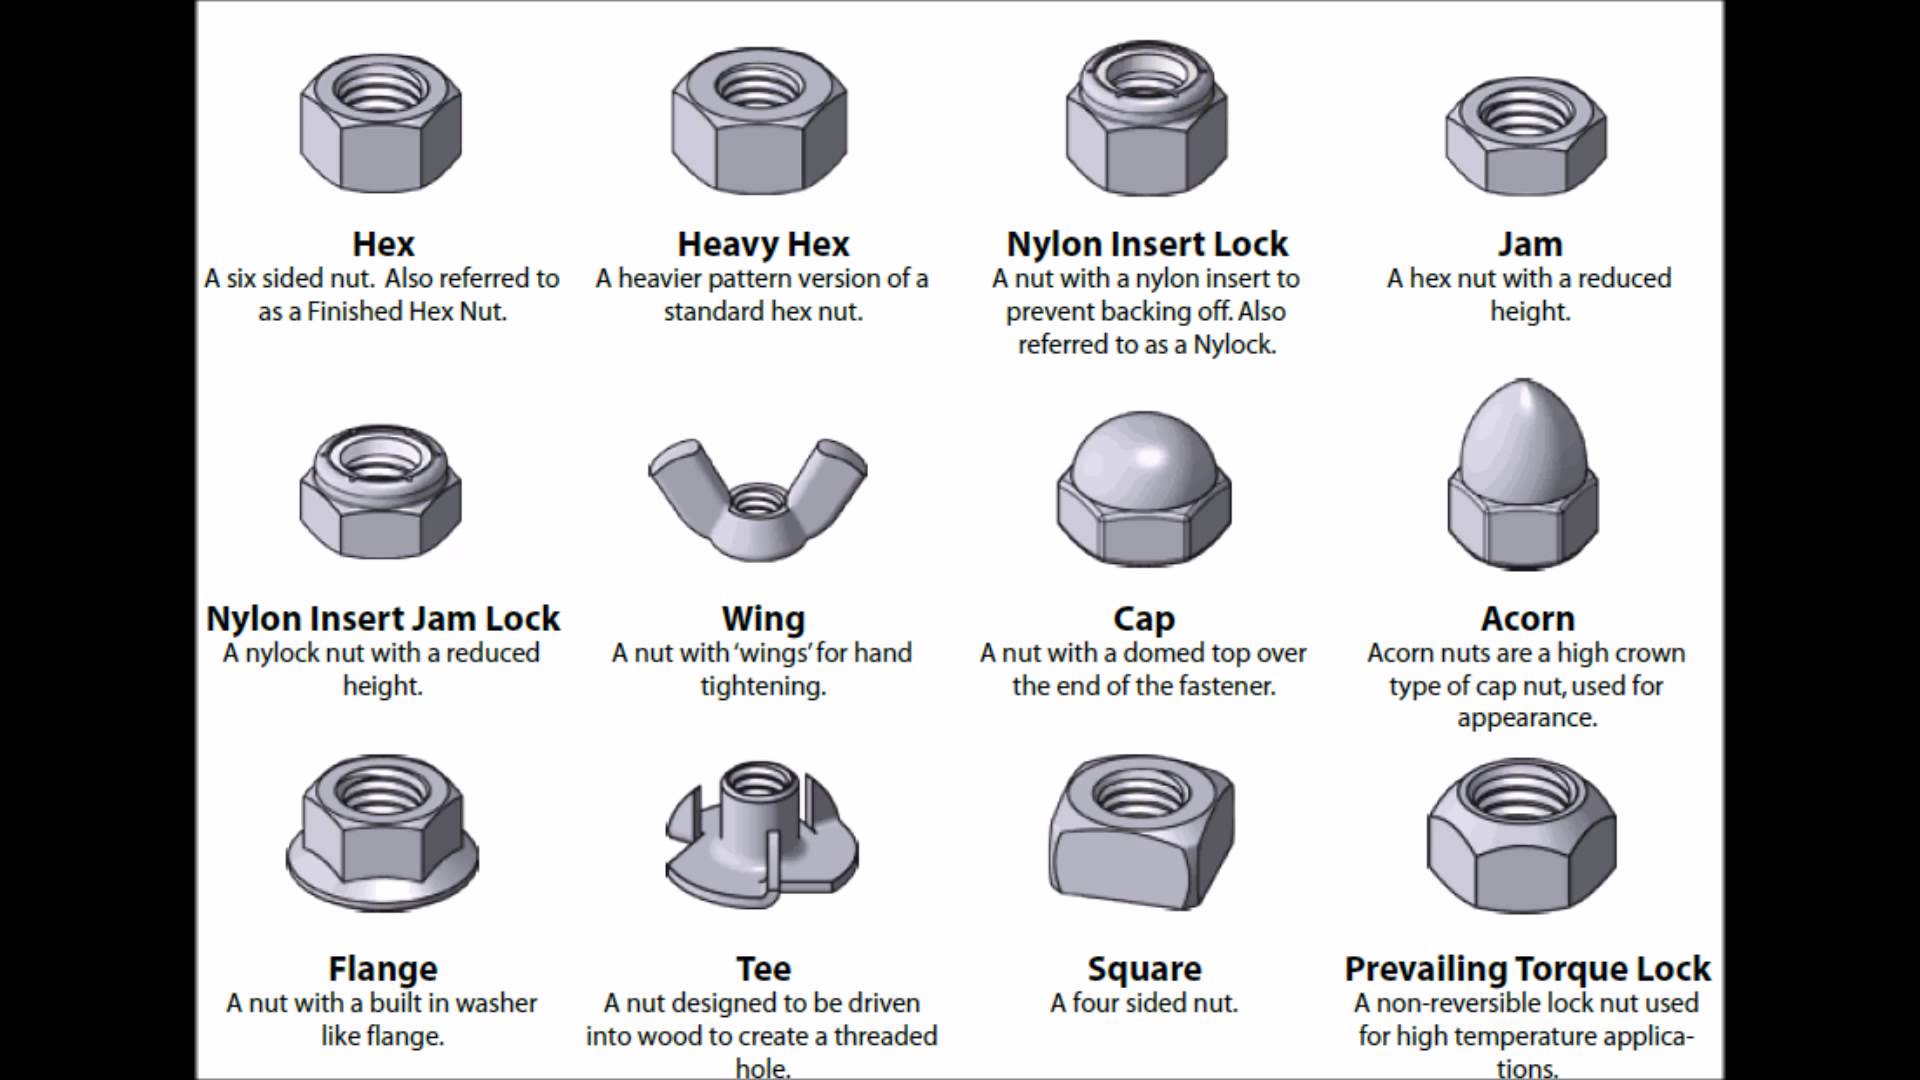 Hex
A six sided nut. Also referred to
as a Finished Hex Nut.
Heavy Hex
A heavier pattern version of a
standard hex nut.
Nylon Insert Lock
A nut with a nylon insert to
prevent backing off. Also
referred to as a Nylock.
Jam
A hex nut with a reduced
height.
Nylon Insert Jam Lock
A nylock nut with a reduced
height.
Wing
A nut with ‘wings’ for hand
tightening.
Cap
A nut with a domed top over
the end of the fastener.
Acorn
Acorn nuts are a high crown
type of cap nut, used for
appearance.
Flange
A nut with a built in washer
like flange.
Tee
A nut designed to be driven
into wood to create a threaded
hole.
Square
A four sided nut.
Prevailing Torque Lock
A non-reversible lock nut used
for high temperature applica-
tions.